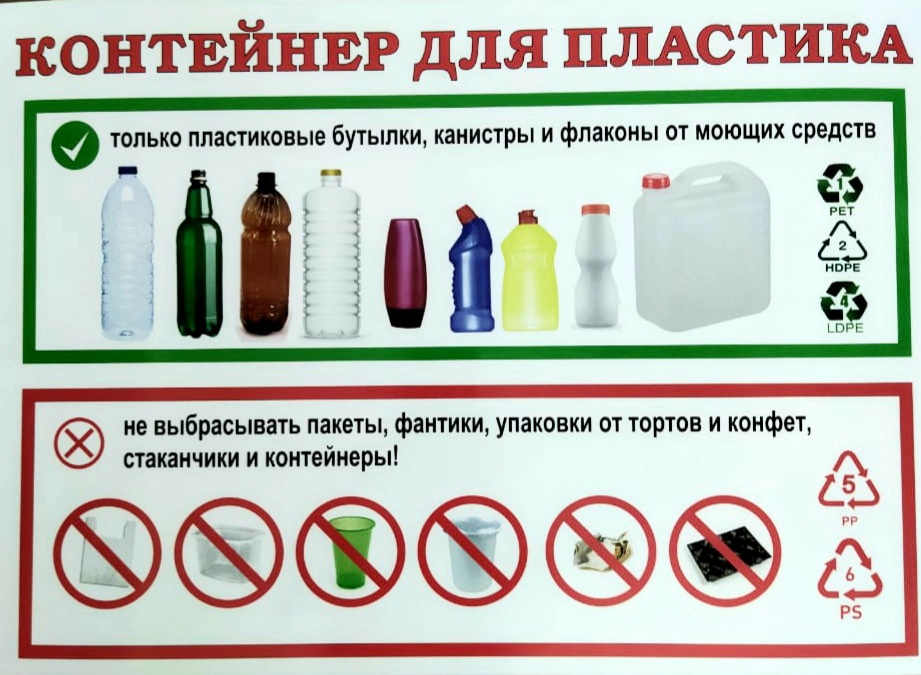 КОНТЕЙНЕР ДЛЯ ПЛАСТИКА
только пластиковые бутылки, канистры и флаконы от моющих средств
1
PET
2
HDPE
4
LDPE
не выбрасывать пакеты, фантики, упаковки от тортов и конфет,
стаканчики и контейнеры!
5
PP
6
PS